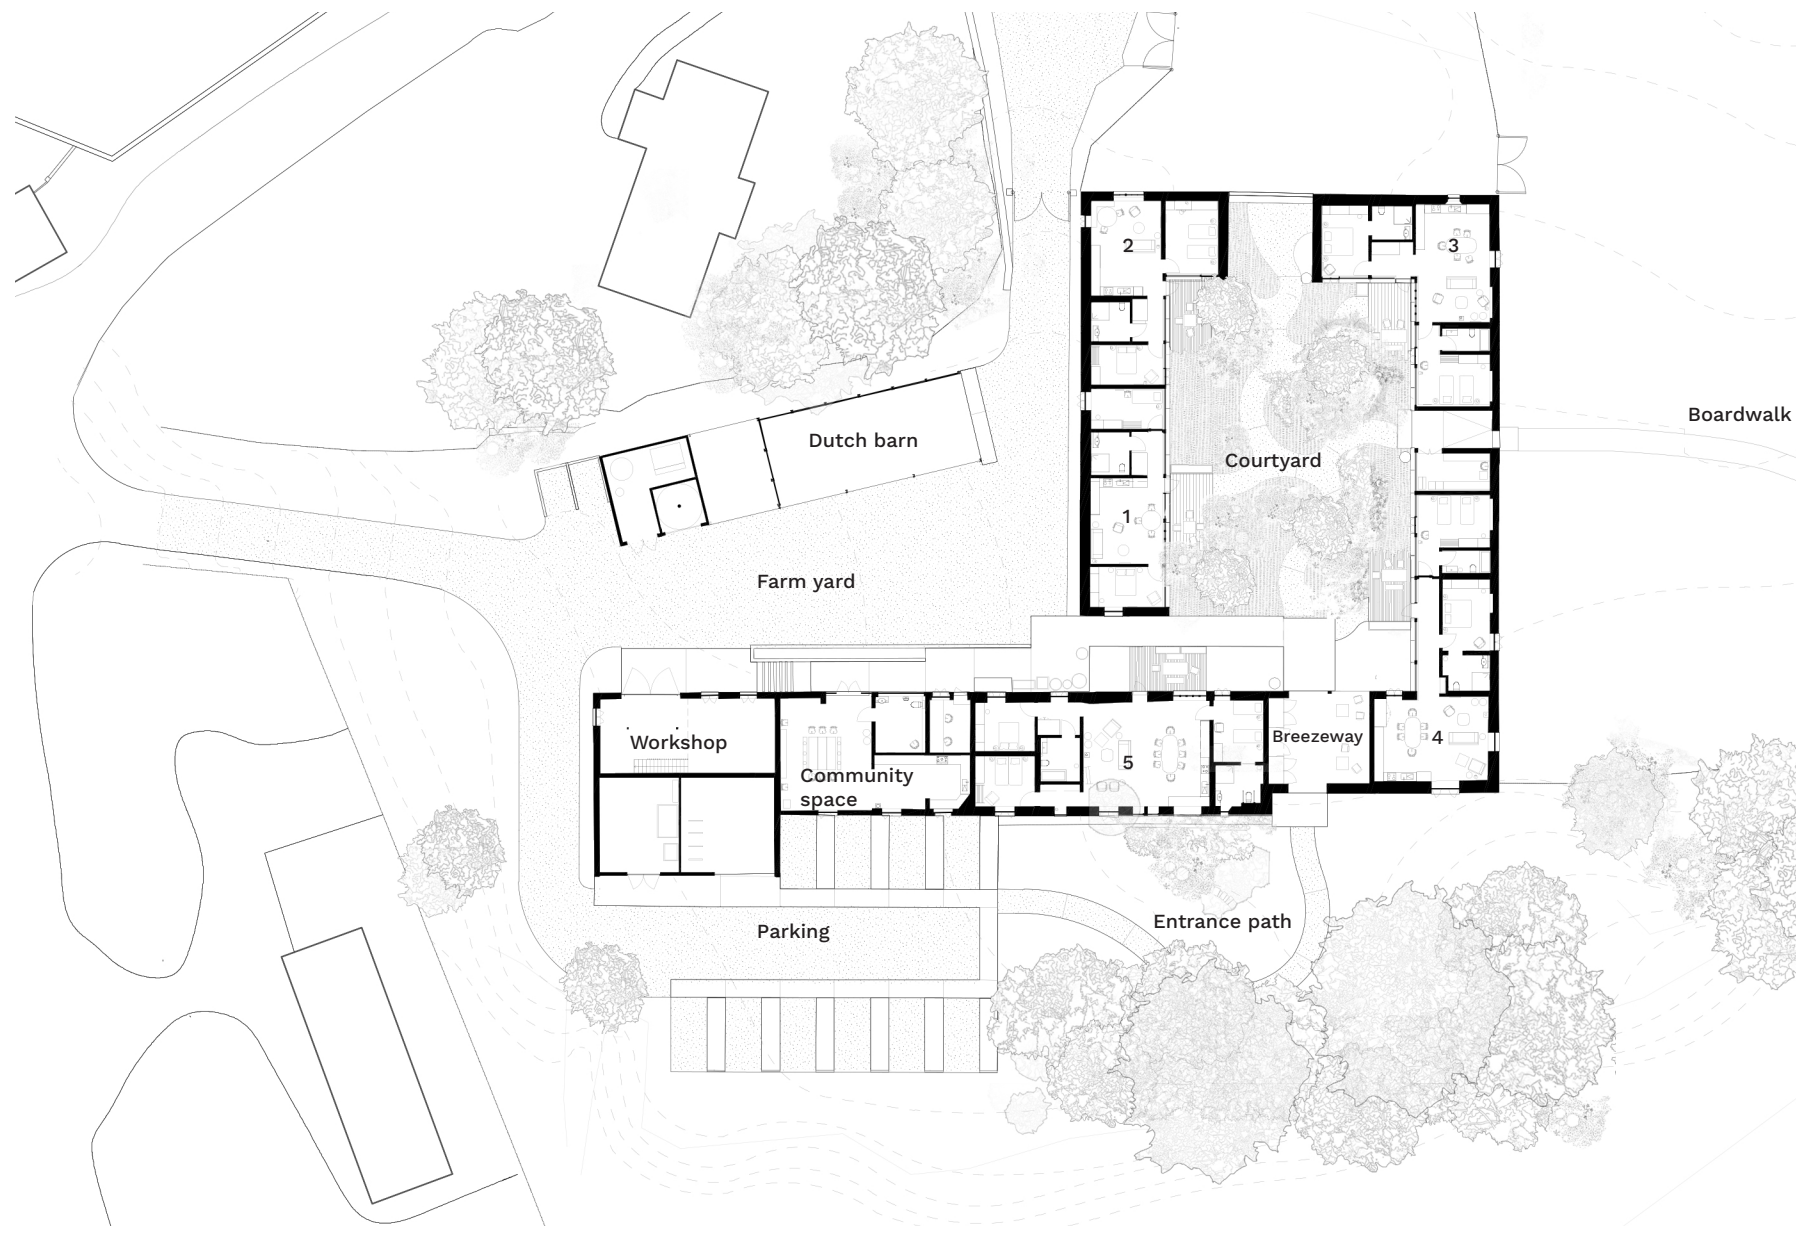 2
3
Boardwalk
Dutch barn
Courtyard
1
Farm yard
Workshop
Breezeway
4
5
Community
space
Entrance path
Parking